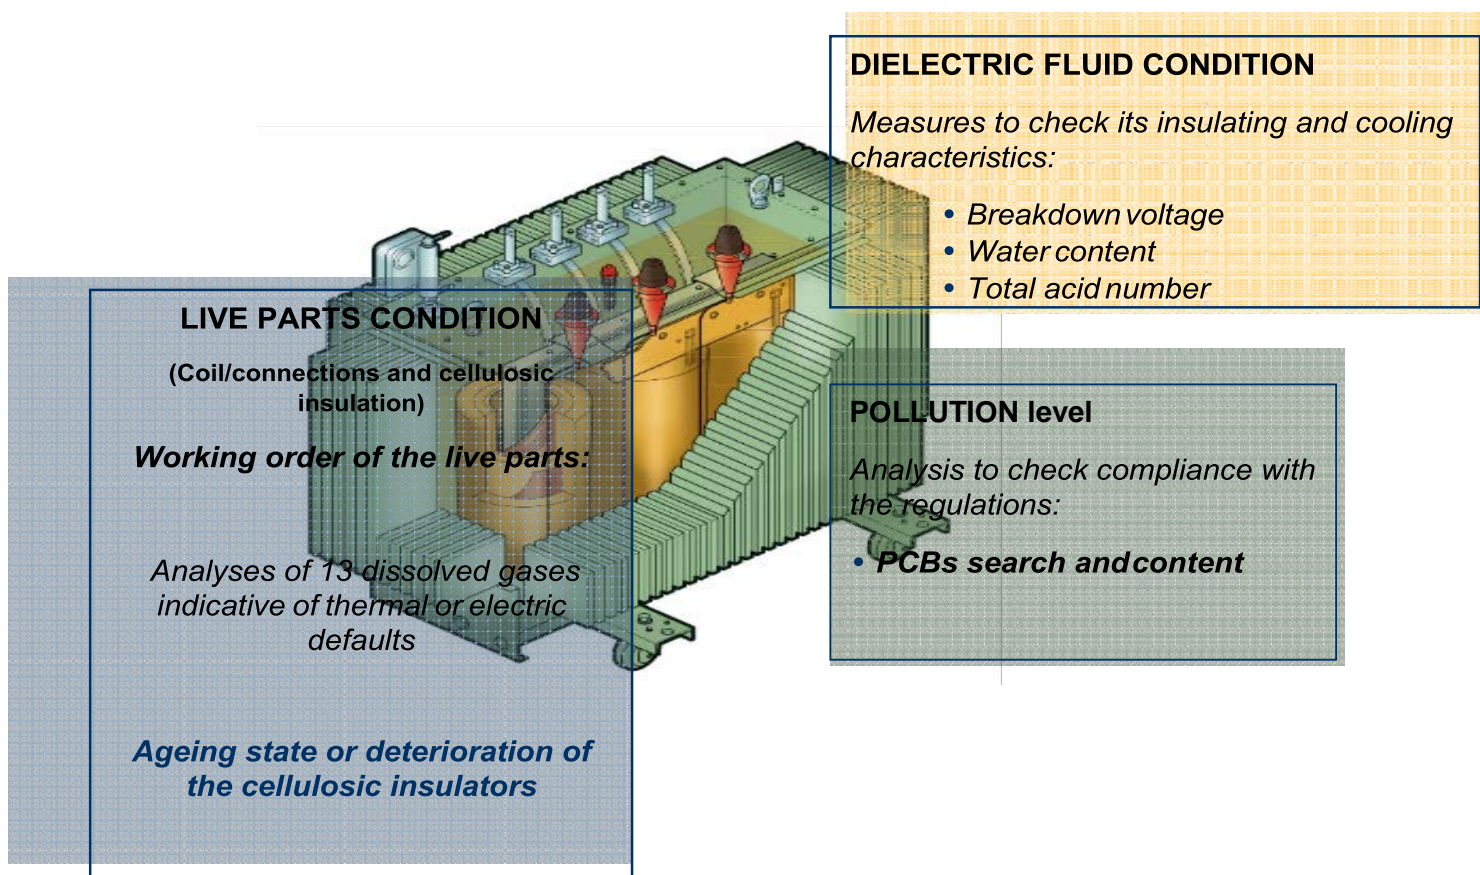 DIELECTRIC FLUID CONDITION
Measures to check its insulating and cooling
characteristics:
• Breakdown voltage
• Water content
• Total acid number
LIVE PARTS CONDITION
(Coil/connections and cellulosic
insulation)
Working order of the live parts:
Analyses of 13 dissolved gases
indicative of thermal or electric
defaults
Ageing state or deterioration of
the cellulosic insulators
POLLUTION level
Analysis to check compliance with
the regulations:
• PCBs search and content